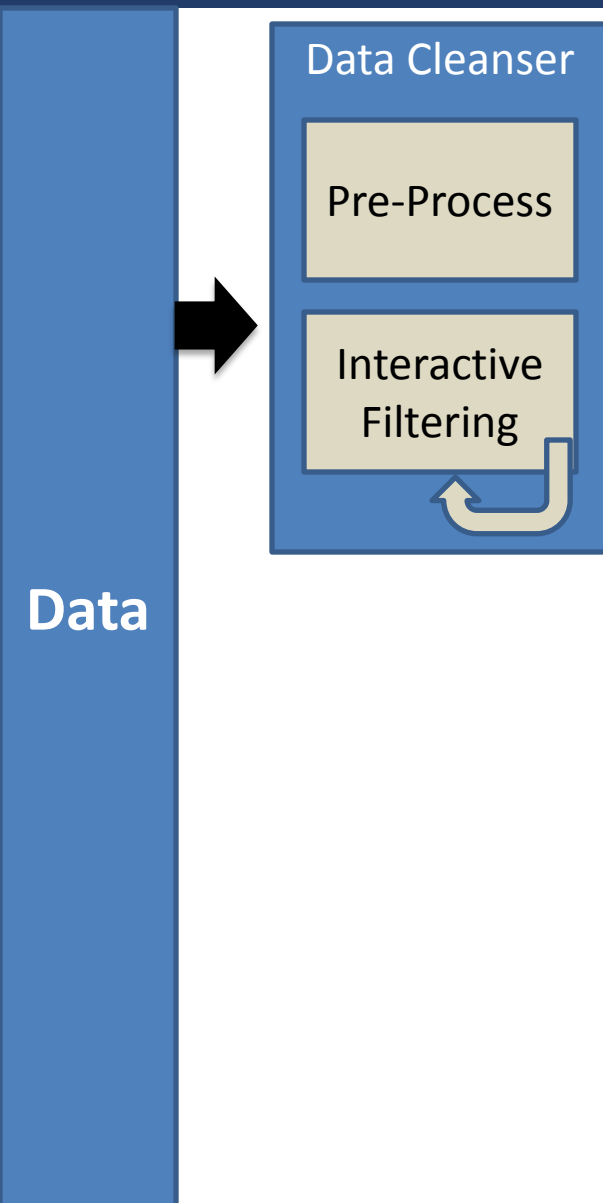 Data Cleanser
Pre-Process
Interactive
Filtering
Data